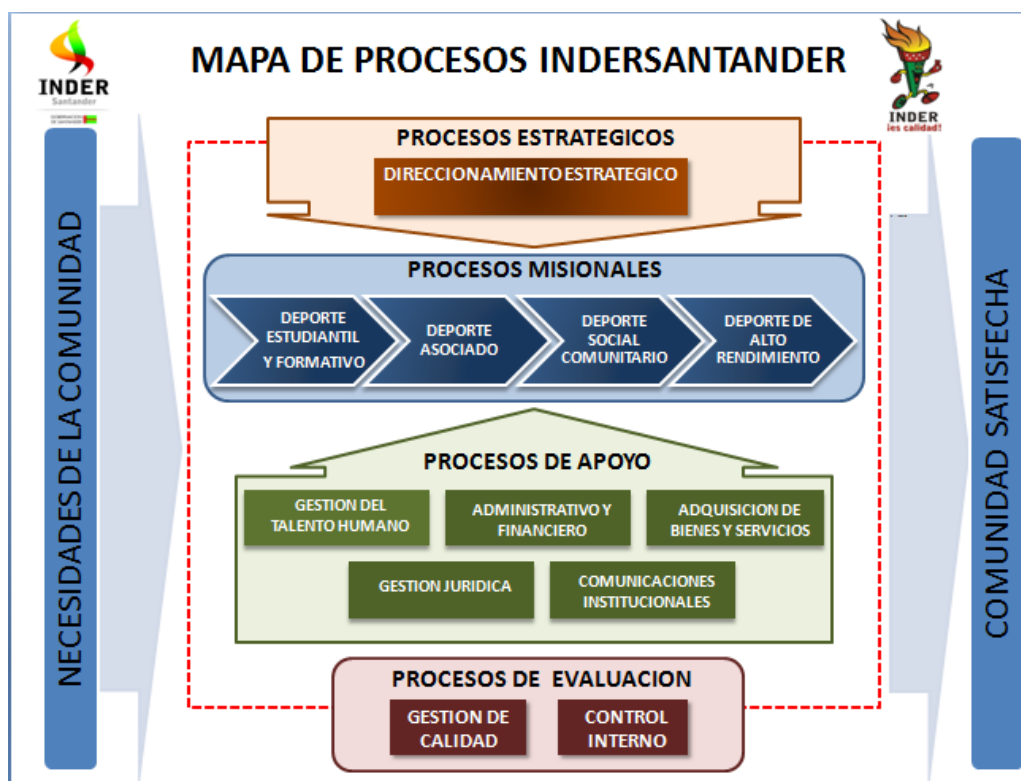 INDER
Santander
GOBERNACION
DE SANTANDER
MAPA DE PROCESOS INDERSANTANDER
INDER
¡es calidad!
NECESIDADES DE LA COMUNIDAD
PROCESOS ESTRATEGICOS
DIRECCIONAMIENTO ESTRATEGICO
PROCESOS MISIONALES
DEPORTE
ESTUDIANTIL
Y FORMATIVO
DEPORTE
ASOCIADO
DEPORTE
SOCIAL
COMUNITARIO
DEPORTE DE
ALTO
RENDIMIENTO
PROCESOS DE APOYO
GESTION DEL
TALENTO HUMANO
ADMINISTRATIVO Y
FINANCIERO
ADQUISICION DE
BIENES Y SERVICIOS
GESTION JURIDICA
COMUNICACIONES
INSTITUCIONALES
PROCESOS DE EVALUACION
GESTION DE
CALIDAD
CONTROL
INTERNO
COMUNIDAD SATISFECHA